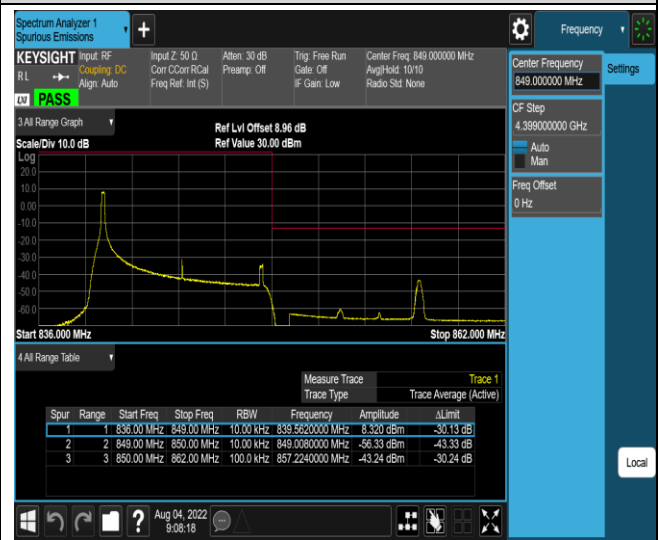 Spectrum Analyzer 1
Spurious Emissions
+
Frequency
KEYSIGHT
RL
LXI
PASS
Input: RF
Coupling: DC
Align: Auto
Input Z: 50 Ω
Corr CCorr RCal
Freq Ref: Int (S)
Atten: 30 dB
Preamp: Off
Trig: Free Run
Gate: Off
IF Gain: Low
Center Freq: 849.000000 MHz
Avg|Hold: 10/10
Radio Std: None
Center Frequency
849.000000 MHz
Settings
CF Step
4.399000000 GHz
Auto
Man
Freq Offset
0 Hz
3 All Range Graph
Scale/Div 10.0 dB
Ref Lvl Offset 8.96 dB
Ref Value 30.00 dBm
Log
20.0
10.0
0.00
-10.0
-20.0
-30.0
-40.0
-50.0
-60.0
Start 836.000 MHz
Stop 862.000 MHz
4 All Range Table
Measure Trace Trace 1
Trace Type Trace Average (Active)
Spur Range Start Freq Stop Freq RBW Frequency Amplitude ΔLimit
1 1 836.00 MHz 849.00 MHz 10.00 kHz 839.5620000 MHz 8.320 dBm -30.13 dB
2 2 849.00 MHz 850.00 MHz 10.00 kHz 849.0080000 MHz -56.33 dBm -43.33 dB
3 3 850.00 MHz 862.00 MHz 100.0 kHz 857.2240000 MHz -43.24 dBm -30.24 dB
Local
?
Aug 04, 2022
9:08:18